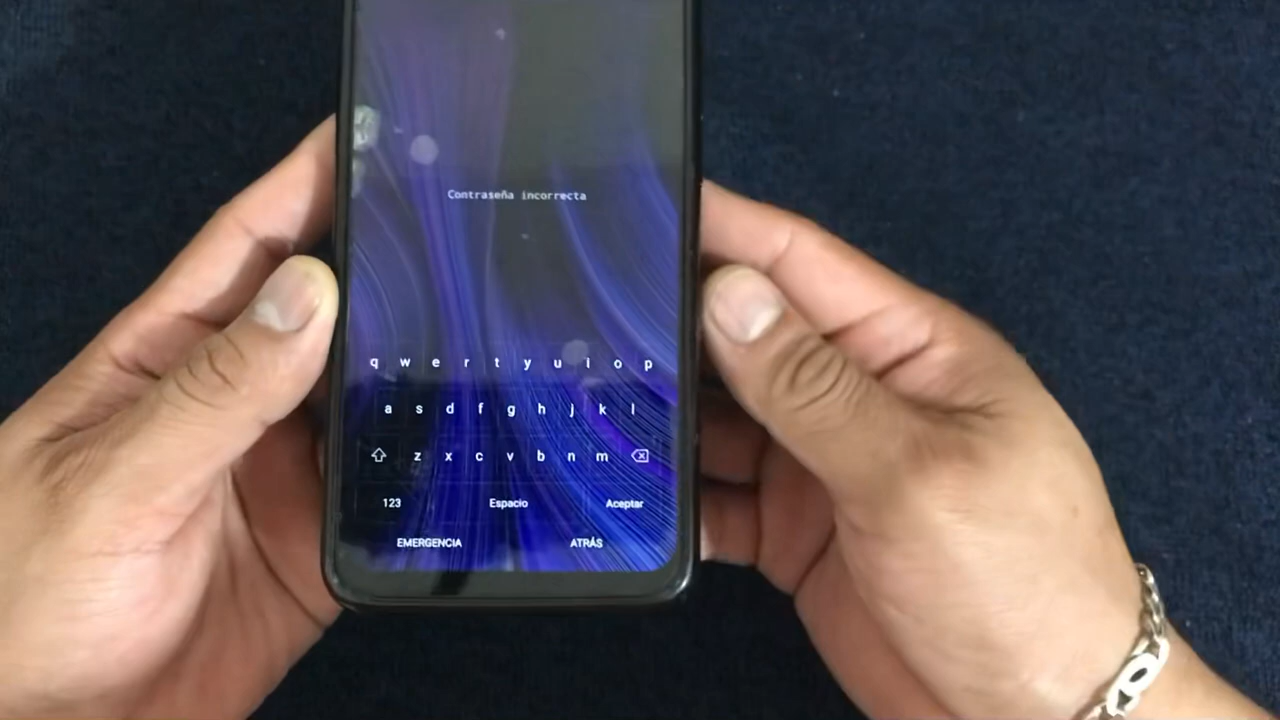 Contraseña incorrecta
q w e r t y u i o p
a s d f g h j k l
z x c v b n m
123 Espacio Aceptar
EMERGENCIA ATRÁS